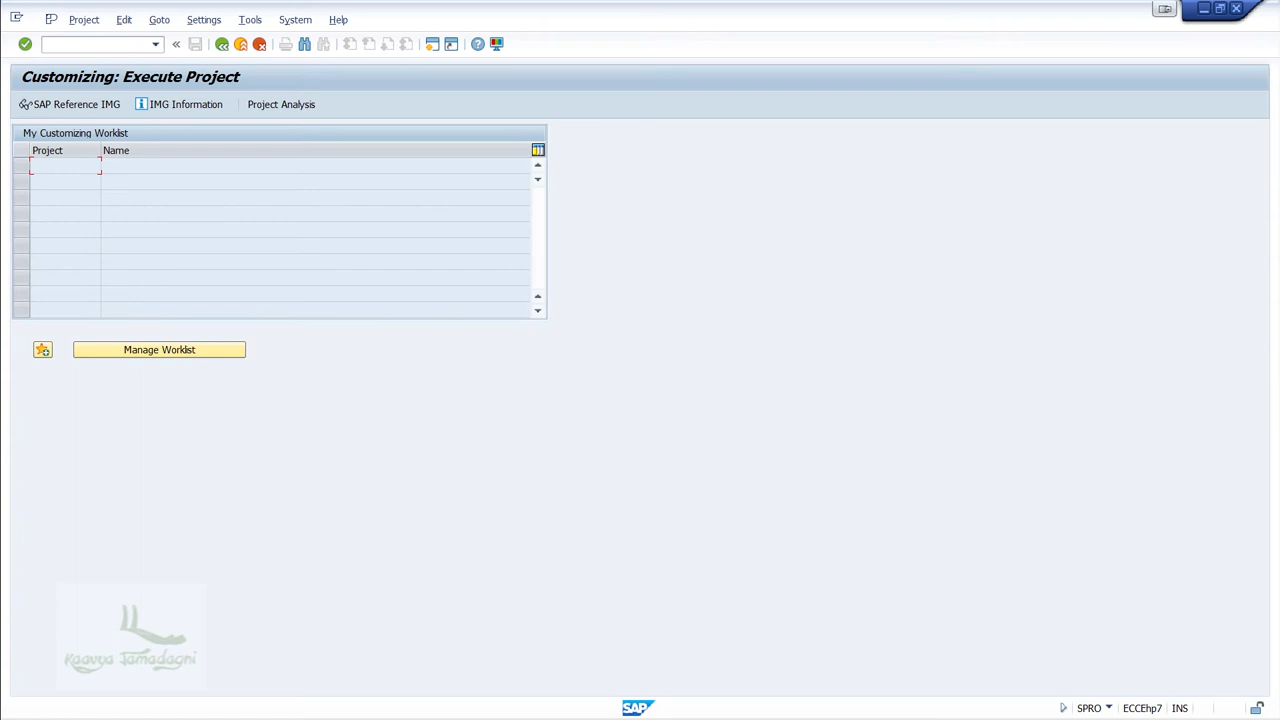 Project Edit Goto Settings Tools System Help
Customizing: Execute Project
SAP Reference IMG IMG Information Project Analysis
My Customizing Worklist
Project Name
Manage Worklist
Kaavya Jamadagni
SAP SPRO ECCEhp7 INS